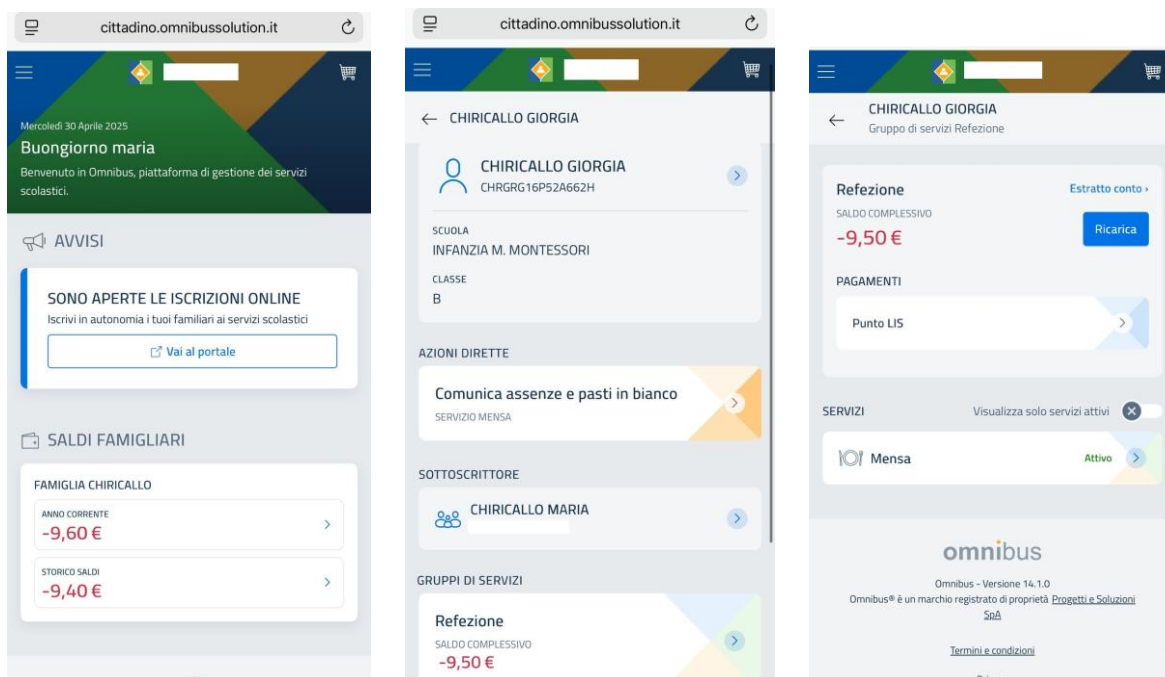 cittadino.omnibussolution.it
Mercoledì 30 Aprile 2025
Buongiorno maria
Benvenuto in Omnibus, piattaforma di gestione dei servizi
scolastici.
AVVISI
SONO APERTE LE ISCRIZIONI ONLINE
Iscrivi in autonomia i tuoi familiari ai servizi scolastici
Vai al portale
SALDI FAMIGLIARI
FAMIGLIA CHIRICALLO
ANNO CORRENTE
-9,60 €
STORICO SALDI
-9,40 €
cittadino.omnibussolution.it
CHIRICALLO GIORGIA
CHIRICALLO GIORGIA
CHRGRG16P52A662H
SCUOLA
INFANZIA M. MONTESSORI
CLASSE
B
AZIONI DIRETTE
Comunica assenze e pasti in bianco
SERVIZIO MENSA
SOTTOSCRITTORE
CHIRICALLO MARIA
GRUPPI DI SERVIZI
Refezione
SALDO COMPLESSIVO
-9,50 €
CHIRICALLO GIORGIA
Gruppo di servizi Refezione
Refezione Estratto conto ›
SALDO COMPLESSIVO
-9,50 € Ricarica
PAGAMENTI
Punto LIS
SERVIZI Visualizza solo servizi attivi
Mensa Attivo
omnibus
Omnibus - Versione 14.1.0
Omnibus® è un marchio registrato di proprietà Progetti e Soluzioni
SpA
Termini e condizioni